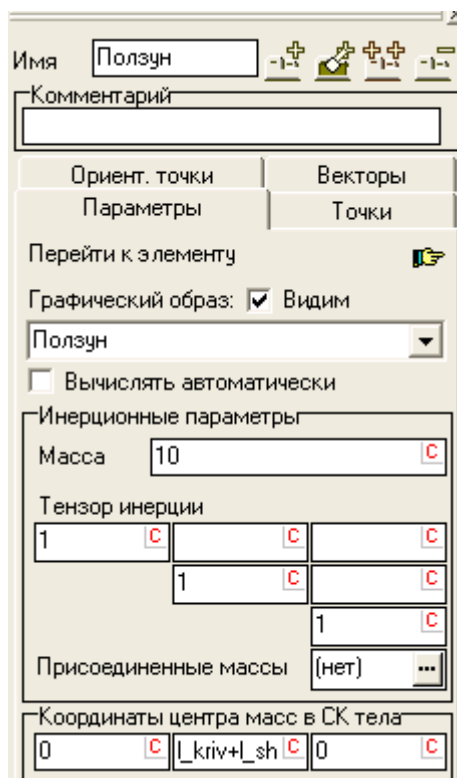 Имя Ползун
Комментарий
Ориент. точки Векторы
Параметры Точки
Перейти к элементу
Графический образ: Видим
Ползун
Вычислять автоматически
Инерционные параметры
Масса 10 C
Тензор инерции
1 C C C
1 C C
1 C
Присоединенные массы (нет) ...
Координаты центра масс в СК тела
0 C l_kriv+l_sh C 0 C